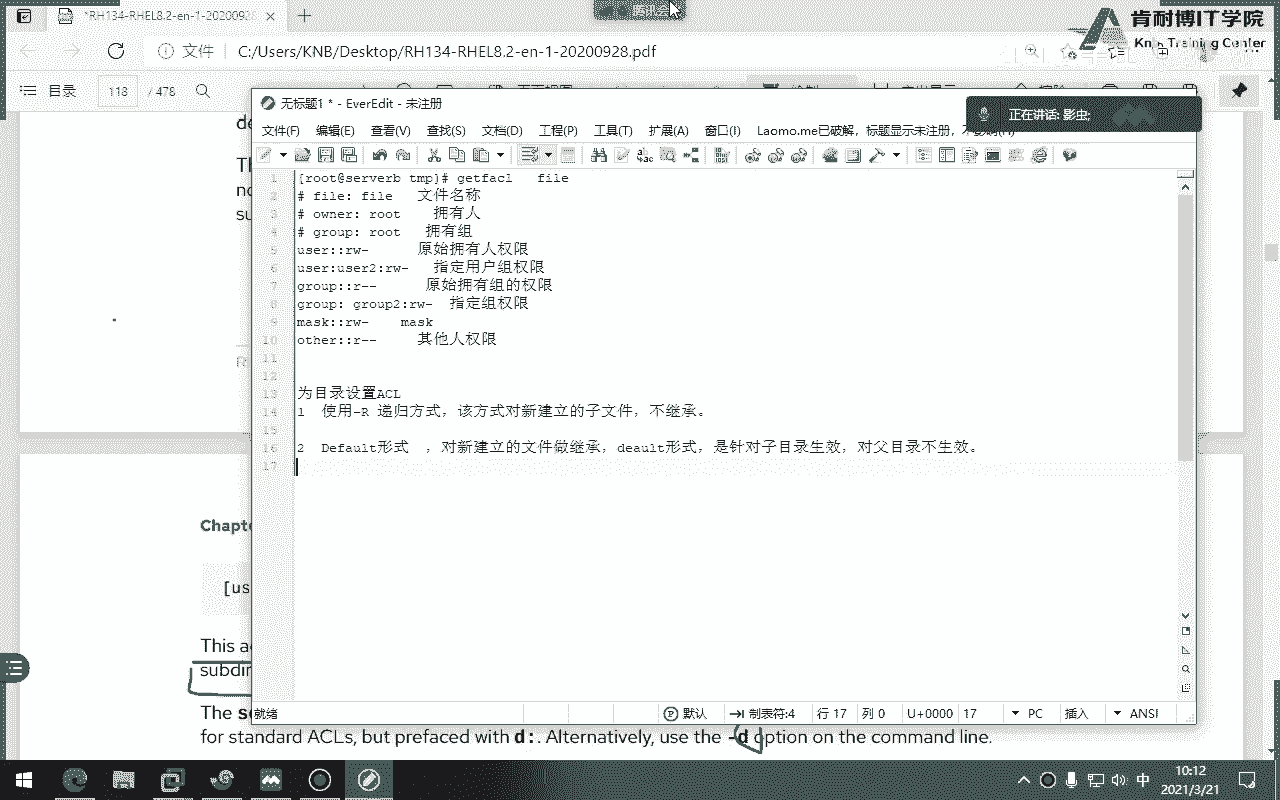 *RH134-RHEL8.2-en-1-20200928.
肯耐博IT学院
KnB Training Center
文件
C:/Users/KNB/Desktop/RH134-RHEL8.2-en-1-20200928.pdf
目录
118
/ 478
无标题1 * - EverEdit - 未注册
正在讲话: 影虫;
文件(F) 编辑(E) 查看(V) 查找(S) 文档(D) 工程(P) 工具(T) 扩展(A) 窗口(I) Laomo.me已破解，标题显示未注册，
1 [root@serverb tmp]# getfacl file
2 # file: file 文件名称
3 # owner: root 拥有人
4 # group: root 拥有组
5 user::rw- 原始拥有人权限
6 user:user2:rw- 指定用户组权限
7 group::r-- 原始拥有组的权限
8 group: group2:rw- 指定组权限
9 mask::rw- mask
10 other::r-- 其他人权限
11
12
13 为目录设置ACL
14 1 使用-R 递归方式，该方式对新建立的子文件，不继承。
15
16 2 Default形式 ，对新建立的文件做继承，deault形式，是针对子目录生效，对父目录不生效。
17
de
Th
no
su
Chapte
[us
This a
subdin
The s
就绪
默认
制表符:4
行 17
列 0
U+0000
17
PC
插入
ANSI
for standard ACLs, but prefaced with d:. Alternatively, use the -d option on the command line.
中
10:12
2021/3/21